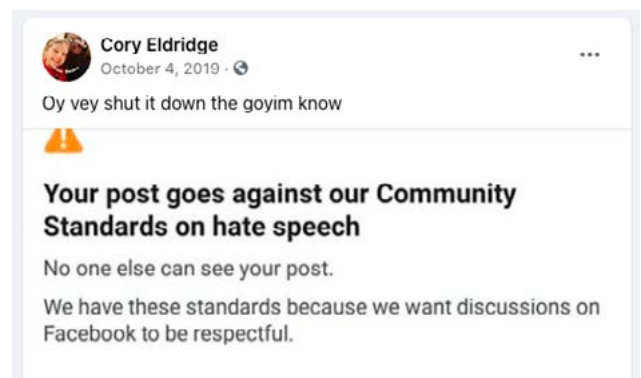 Cory Eldridge
October 4, 2019 ·
Oy vey shut it down the goyim know
Your post goes against our Community
Standards on hate speech
No one else can see your post.
We have these standards because we want discussions on
Facebook to be respectful.